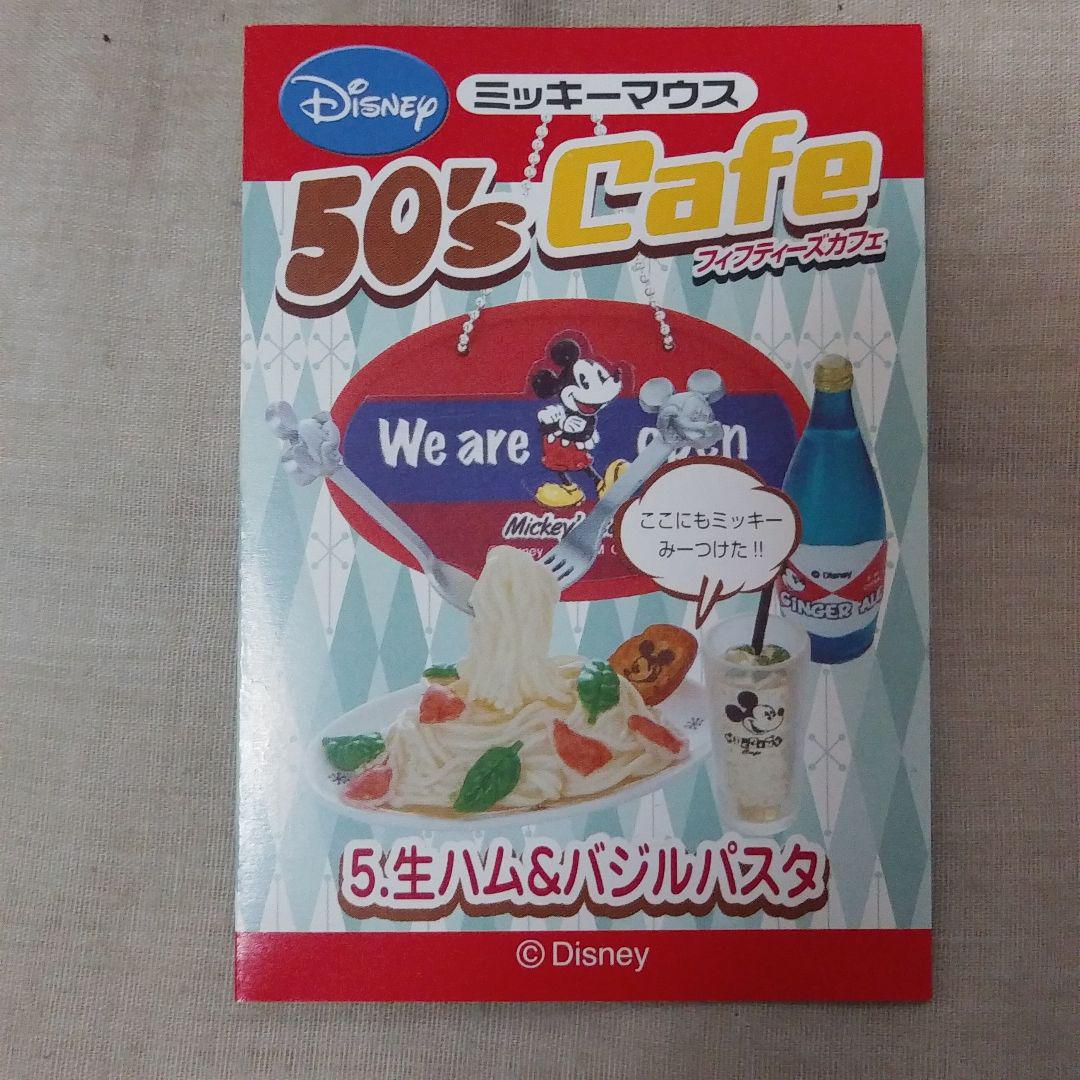 Disney
ミッキーマウス
50's Cafe
フィフティーズカフェ
We are open
Mickey's
ここにもミッキー
みーつけた!!
© Disney
GINGER ALE
5.生ハム&バジルパスタ
© Disney